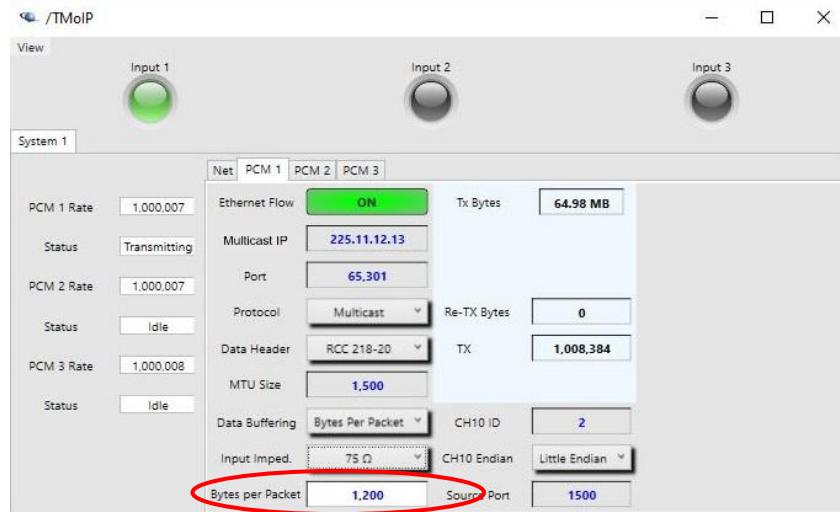 /TMoIP
View
Input 1 Input 2 Input 3
System 1
Net PCM 1 PCM 2 PCM 3
PCM 1 Rate 1,000,007
Status Transmitting
PCM 2 Rate 1,000,007
Status Idle
PCM 3 Rate 1,000,008
Status Idle
Ethernet Flow ON Tx Bytes 64.98 MB
Multicast IP 225.11.12.13
Port 65,301
Protocol Multicast Re-TX Bytes 0
Data Header RCC 218-20 TX 1,008,384
MTU Size 1,500
Data Buffering Bytes Per Packet CH10 ID 2
Input Imped. 75 Ω CH10 Endian Little Endian
Bytes per Packet 1,200 Source Port 1500